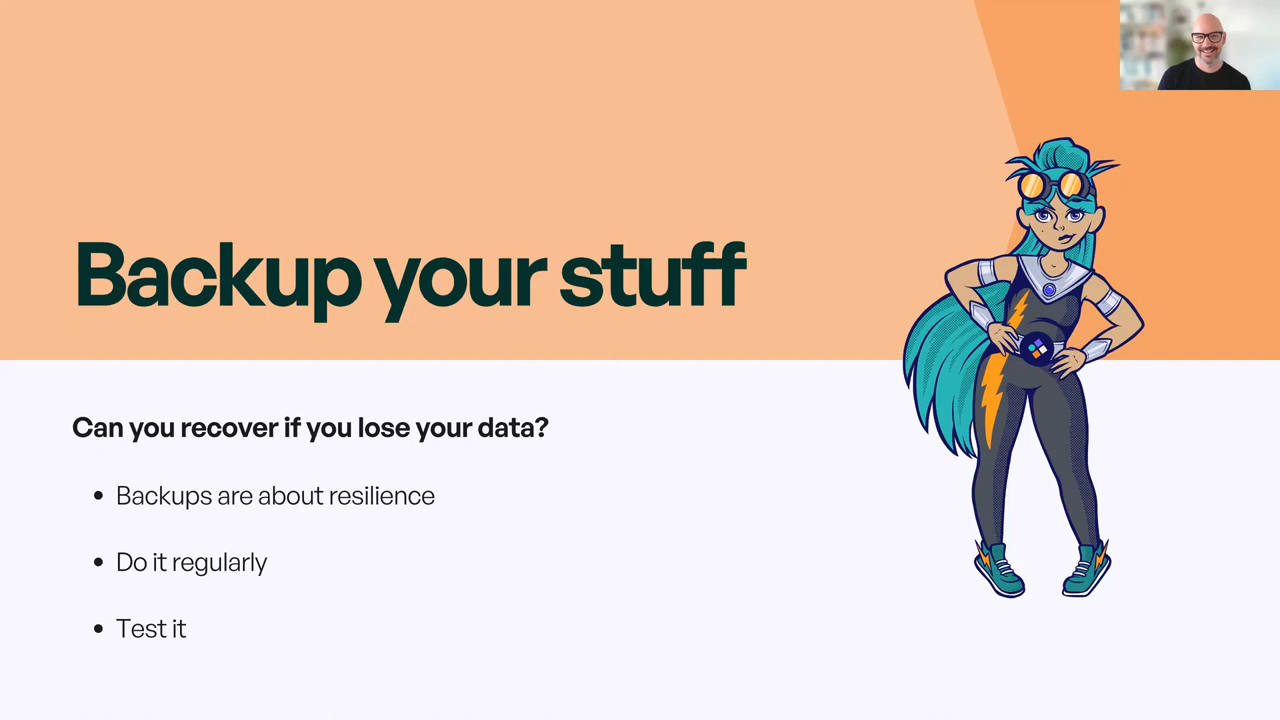 Backup your stuff
Can you recover if you lose your data?
• Backups are about resilience
• Do it regularly
• Test it